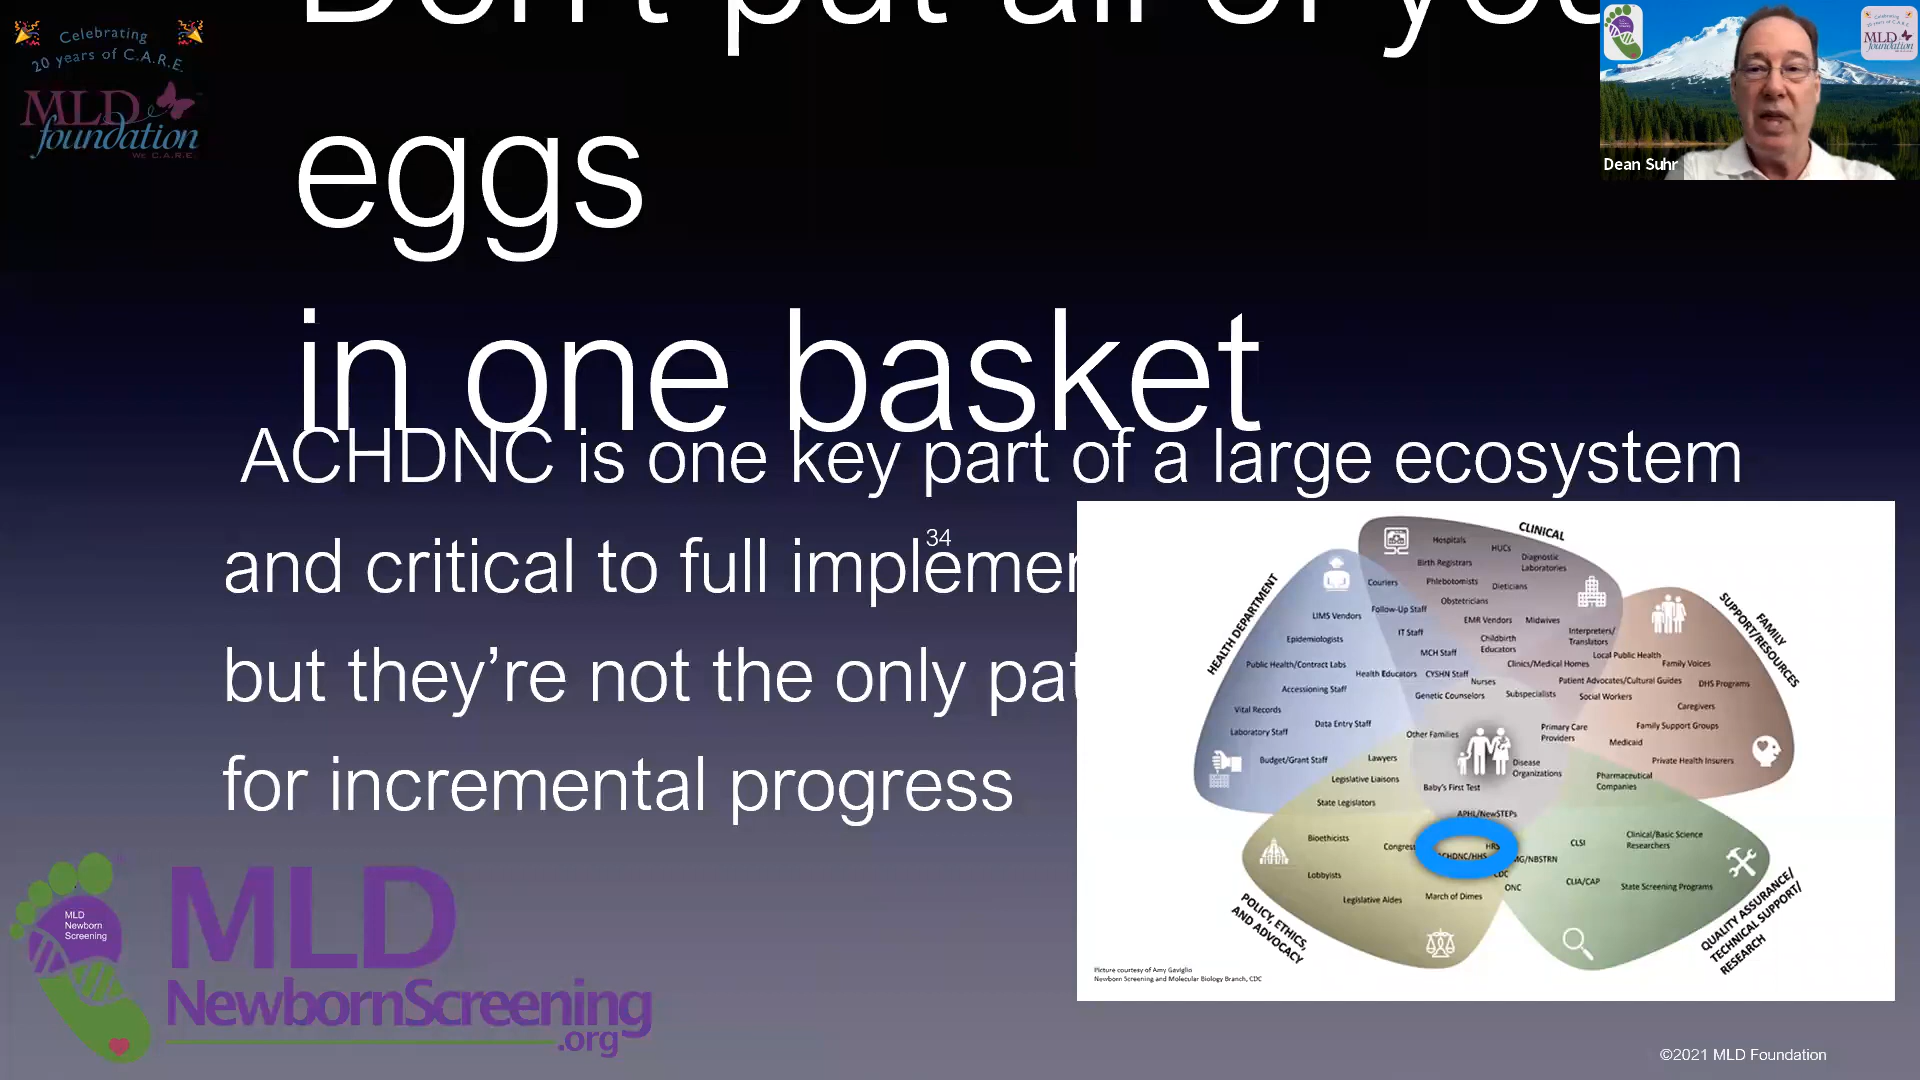 Don't put all of you
eggs
in one basket
Celebrating
20 years of C.A.R.E.
MLD
foundation
WE C.A.R.E.
Dean Suhr
MLD
foundation
ACHDNC is one key part of a large ecosystem
and critical to full implemen
34
but they're not the only pat
for incremental progress
CLINICAL
Hospitals
HUCs
Diagnostic
Laboratories
Birth Registrars
Couriers
Phlebotomists
Dieticians
Obstetricians
Follow-Up Staff
LIMS Vendors
EMR Vendors
Midwives
IT Staff
Childbirth
Educators
Interpreters/
Translators
MCH Staff
Epidemiologists
HEALTH DEPARTMENT
Public Health/Contract Labs
Health Educators
CYSHN Staff
Nurses
Clinics/Medical Homes
Accessioning Staff
Genetic Counselors
Subspecialists
Vital Records
Data Entry Staff
Laboratory Staff
Budget/Grant Staff
FAMILY
SUPPORT/RESOURCES
Local Public Health
Family Voices
Patient Advocates/Cultural Guides
DHS Programs
Social Workers
Caregivers
Family Support Groups
Primary Care
Providers
Medicaid
Private Health Insurers
Other Families
Disease
Organizations
Pharmaceutical
Companies
Baby's First Test
Lawyers
Legislative Liaisons
State Legislators
APHL/NewSTEPs
Bioethicists
Congress
HRS
CHDNC/HHS
MG/NBSTRN
CDC
ONC
Lobbyists
Legislative Aides
March of Dimes
CLSI
Clinical/Basic Science
Researchers
CLIA/CAP
State Screening Programs
POLICY, ETHICS,
AND ADVOCACY
QUALITY ASSURANCE/
TECHNICAL SUPPORT/
RESEARCH
Picture courtesy of Amy Gaviglio
Newborn Screening and Molecular Biology Branch, CDC
MLD
Newborn
Screening
MLD
NewbornScreening
.org
©2021 MLD Foundation